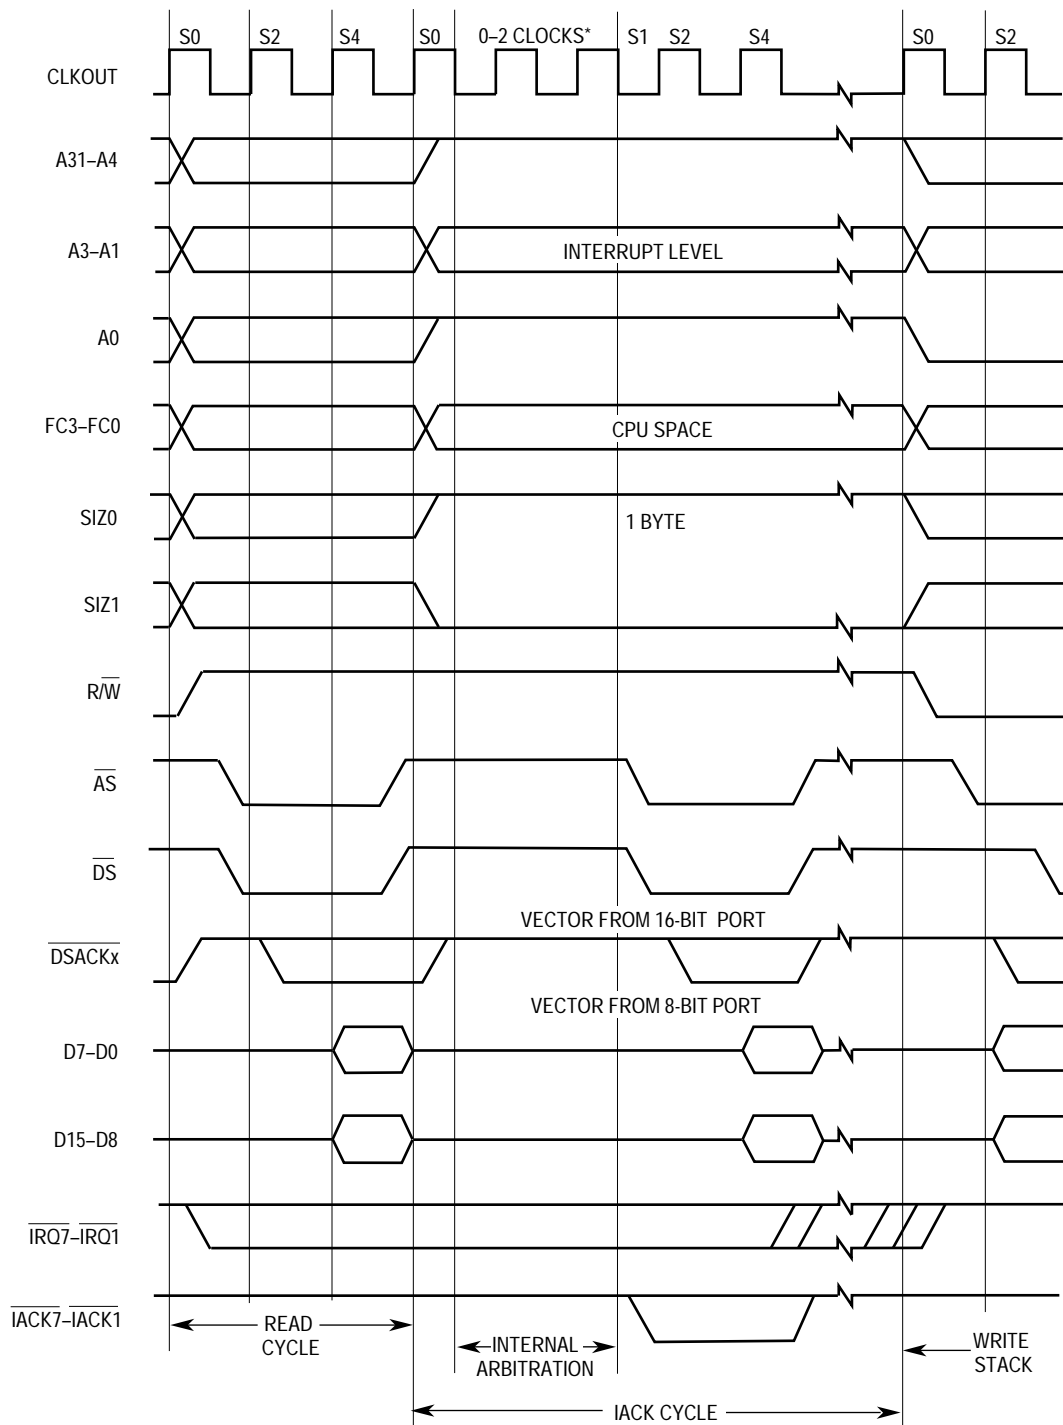 S0 S2 S4 S0 0–2 CLOCKS* S1 S2 S4 S0 S2
CLKOUT
A31–A4
A3–A1 INTERRUPT LEVEL
A0
FC3–FC0 CPU SPACE
SIZ0 1 BYTE
SIZ1
R/W
AS
DS
VECTOR FROM 16-BIT PORT
DSACKx
VECTOR FROM 8-BIT PORT
D7–D0
D15–D8
IRQ7–IRQ1
IACK7–IACK1
READ
CYCLE
INTERNAL
ARBITRATION
WRITE
STACK
IACK CYCLE